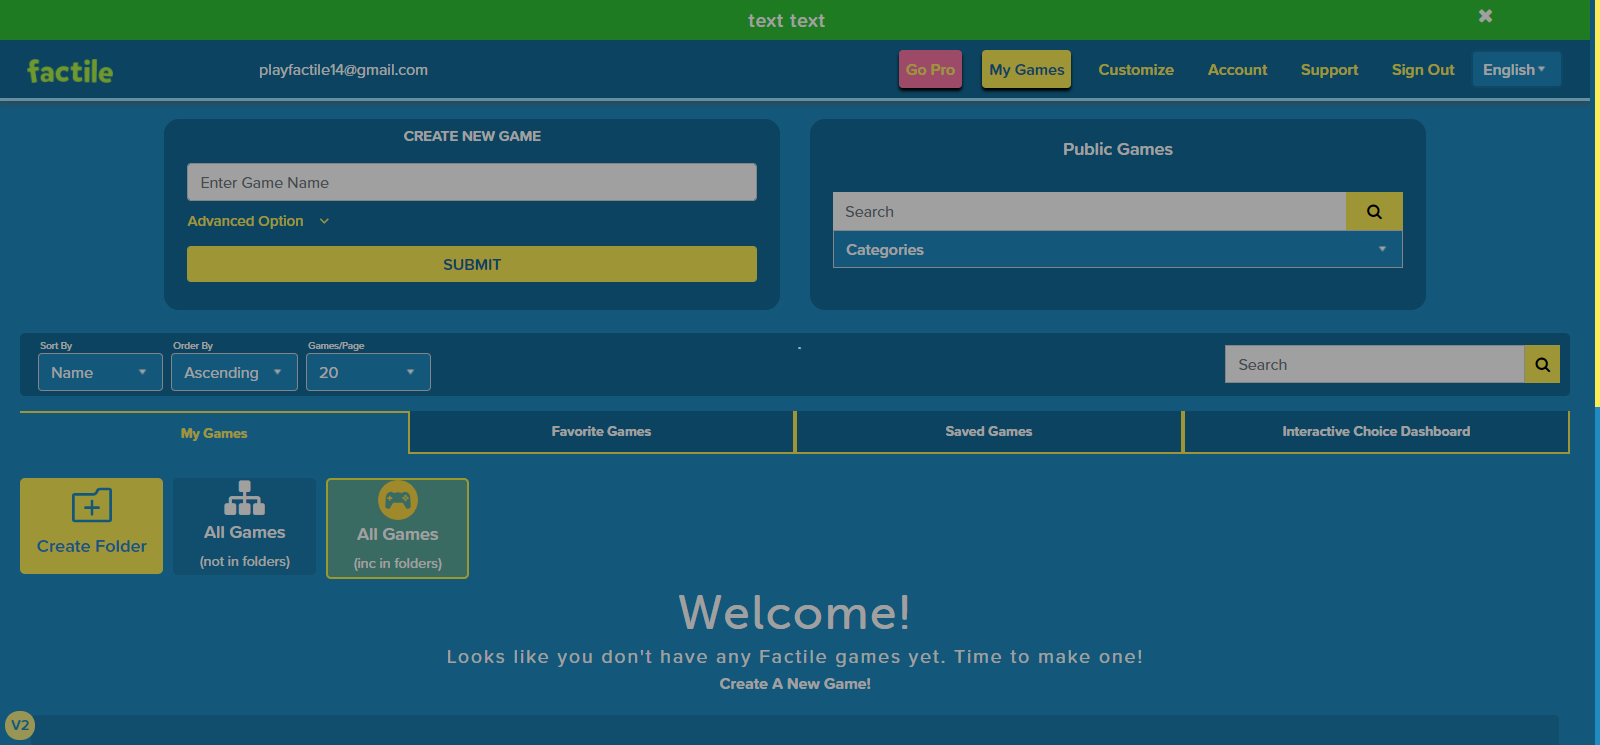 text text
factile
playfactile14@gmail.com
Go Pro
My Games
Customize
Account
Support
Sign Out
English
CREATE NEW GAME
Enter Game Name
Advanced Option
SUBMIT
Public Games
Search
Categories
Sort By
Order By
Games/Page
Name
Ascending
20
Search
My Games
Favorite Games
Saved Games
Interactive Choice Dashboard
Create Folder
All Games
(not in folders)
All Games
(inc in folders)
Welcome!
Looks like you don't have any Factile games yet. Time to make one!
Create A New Game!
V2